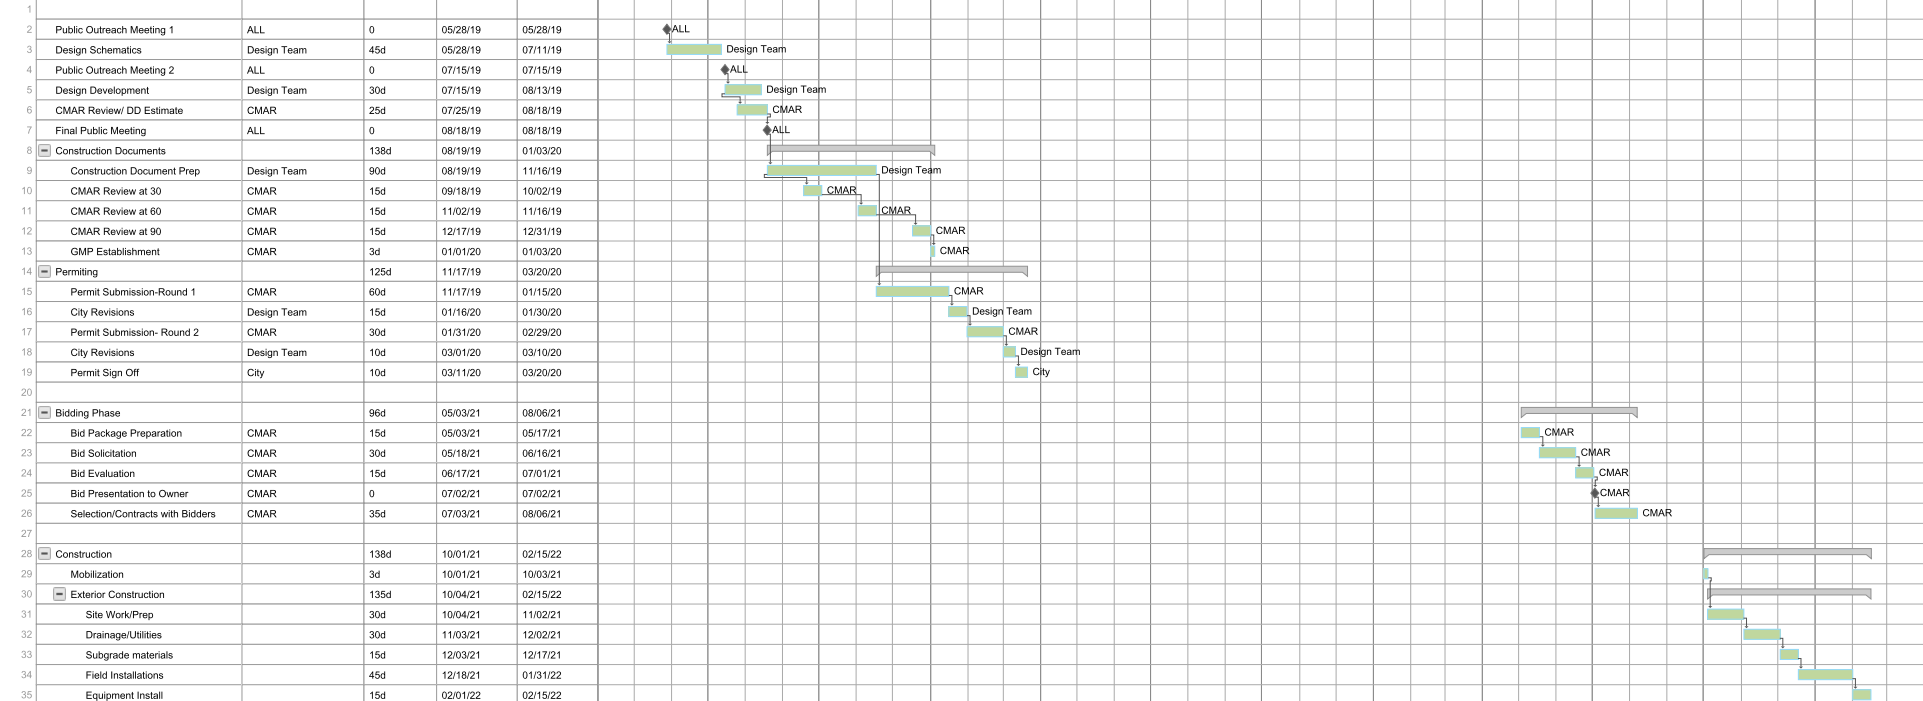 1
2 Public Outreach Meeting 1 ALL 0 05/28/19 05/28/19 ALL
3 Design Schematics Design Team 45d 05/28/19 07/11/19 Design Team
4 Public Outreach Meeting 2 ALL 0 07/15/19 07/15/19 ALL
5 Design Development Design Team 30d 07/15/19 08/13/19 Design Team
6 CMAR Review/ DD Estimate CMAR 25d 07/25/19 08/18/19 CMAR
7 Final Public Meeting ALL 0 08/18/19 08/18/19 ALL
8 Construction Documents 138d 08/19/19 01/03/20
9 Construction Document Prep Design Team 90d 08/19/19 11/16/19 Design Team
10 CMAR Review at 30 CMAR 15d 09/18/19 10/02/19 CMAR
11 CMAR Review at 60 CMAR 15d 11/02/19 11/16/19 CMAR
12 CMAR Review at 90 CMAR 15d 12/17/19 12/31/19 CMAR
13 GMP Establishment CMAR 3d 01/01/20 01/03/20 CMAR
14 Permiting 125d 11/17/19 03/20/20
15 Permit Submission-Round 1 CMAR 60d 11/17/19 01/15/20 CMAR
16 City Revisions Design Team 15d 01/16/20 01/30/20 Design Team
17 Permit Submission- Round 2 CMAR 30d 01/31/20 02/29/20 CMAR
18 City Revisions Design Team 10d 03/01/20 03/10/20 Design Team
19 Permit Sign Off City 10d 03/11/20 03/20/20 City
20
21 Bidding Phase 96d 05/03/21 08/06/21
22 Bid Package Preparation CMAR 15d 05/03/21 05/17/21 CMAR
23 Bid Solicitation CMAR 30d 05/18/21 06/16/21 CMAR
24 Bid Evaluation CMAR 15d 06/17/21 07/01/21 CMAR
25 Bid Presentation to Owner CMAR 0 07/02/21 07/02/21 CMAR
26 Selection/Contracts with Bidders CMAR 35d 07/03/21 08/06/21 CMAR
27
28 Construction 138d 10/01/21 02/15/22
29 Mobilization 3d 10/01/21 10/03/21
30 Exterior Construction 135d 10/04/21 02/15/22
31 Site Work/Prep 30d 10/04/21 11/02/21
32 Drainage/Utilities 30d 11/03/21 12/02/21
33 Subgrade materials 15d 12/03/21 12/17/21
34 Field Installations 45d 12/18/21 01/31/22
35 Equipment Install 15d 02/01/22 02/15/22